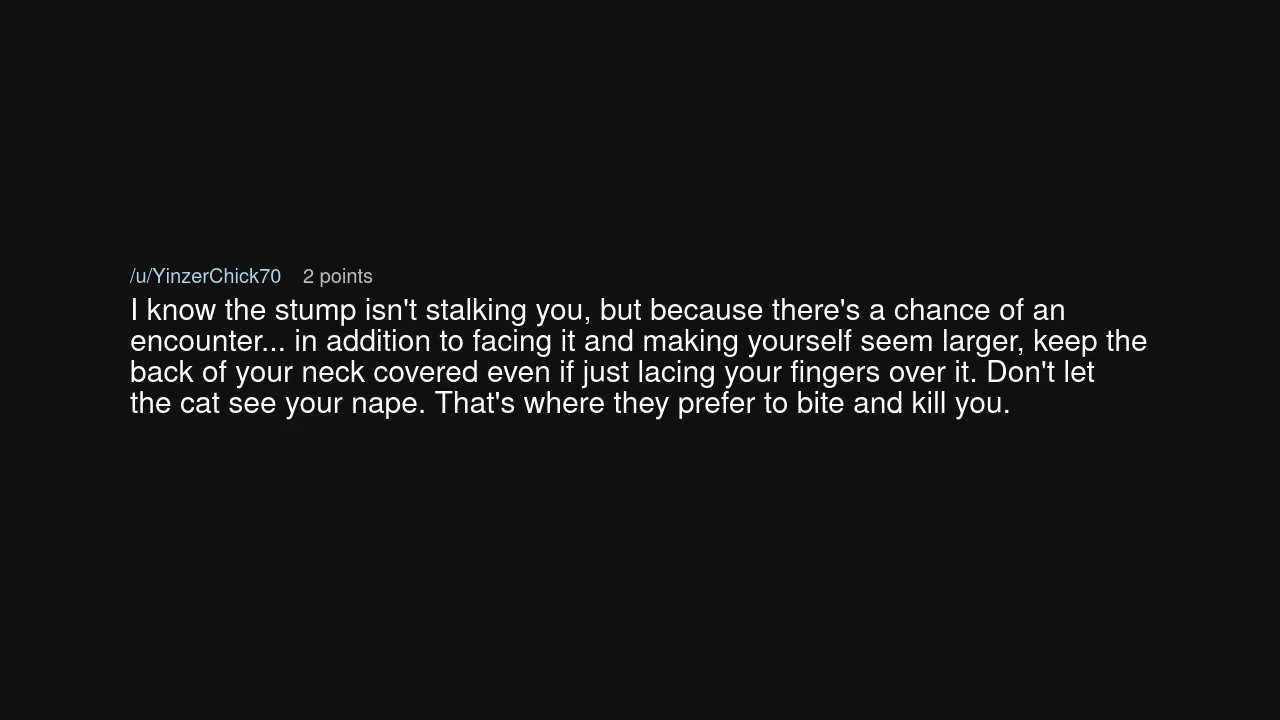 /u/YinzerChick70 2 points
I know the stump isn't stalking you, but because there's a chance of an
encounter... in addition to facing it and making yourself seem larger, keep the
back of your neck covered even if just lacing your fingers over it. Don't let
the cat see your nape. That's where they prefer to bite and kill you.